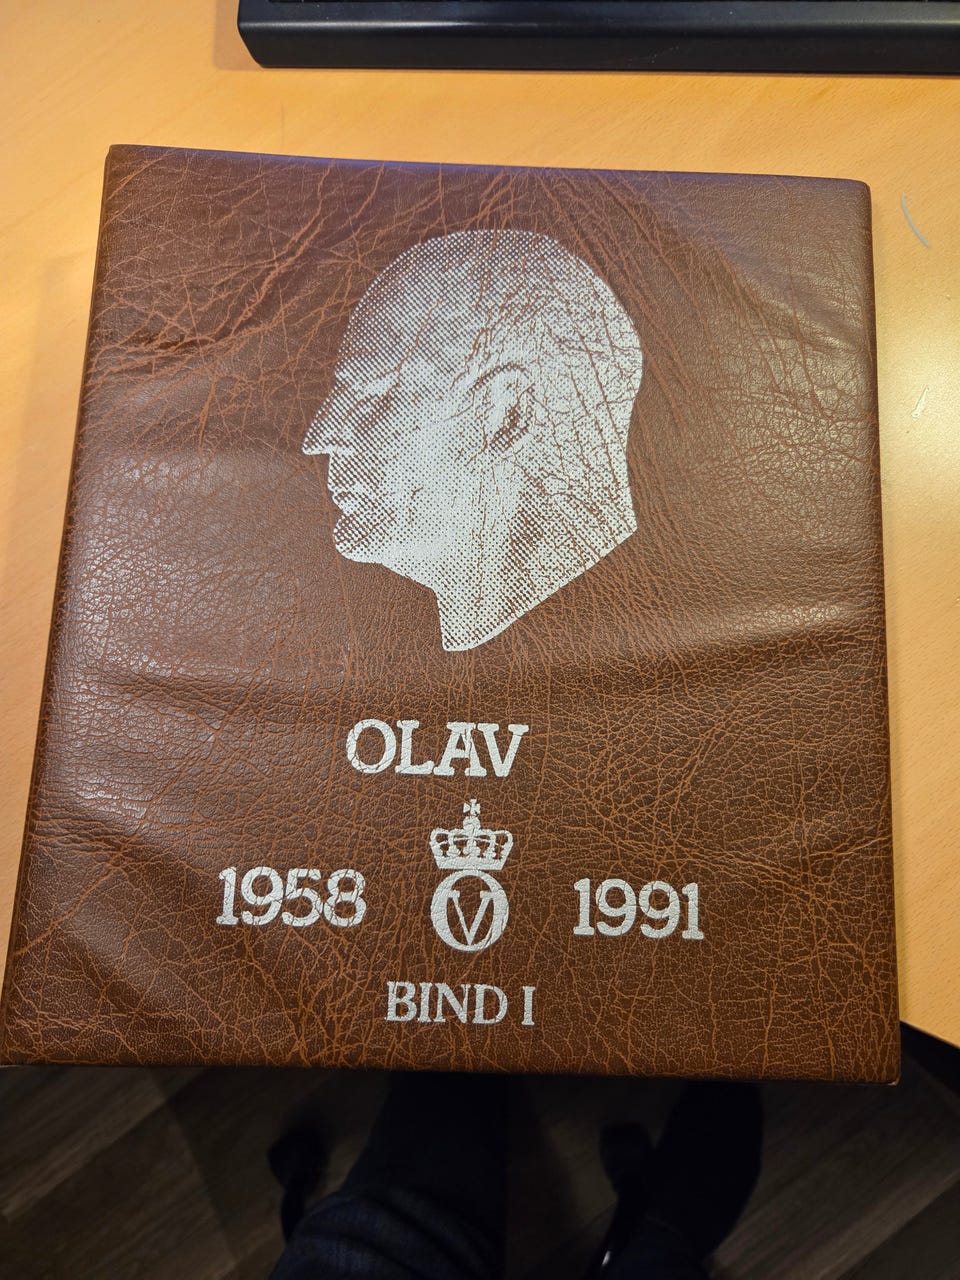 OLAV
1958 V 1991
BIND I